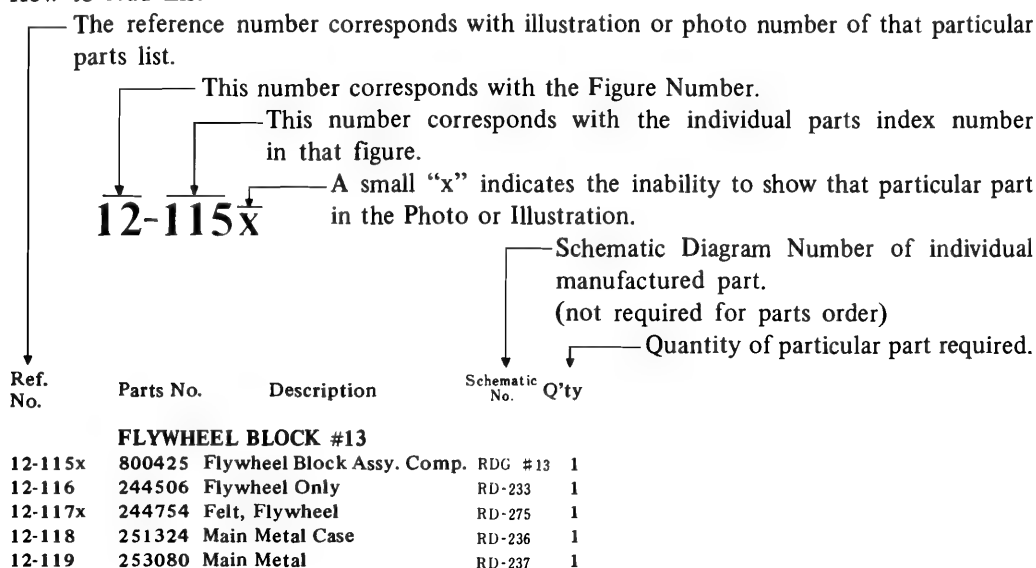 The reference number corresponds with illustration or photo number of that particular
parts list.
This number corresponds with the Figure Number.
This number corresponds with the individual parts index number
in that figure.
A small “x” indicates the inability to show that particular part
in the Photo or Illustration.
12-115x
Schematic Diagram Number of individual
manufactured part.
(not required for parts order)
Quantity of particular part required.
Ref. No. Parts No. Description Schematic No. Q'ty
FLYWHEEL BLOCK #13
12-115x 800425 Flywheel Block Assy. Comp. RDG #13 1
12-116 244506 Flywheel Only RD-233 1
12-117x 244754 Felt, Flywheel RD-275 1
12-118 251324 Main Metal Case RD-236 1
12-119 253080 Main Metal RD-237 1